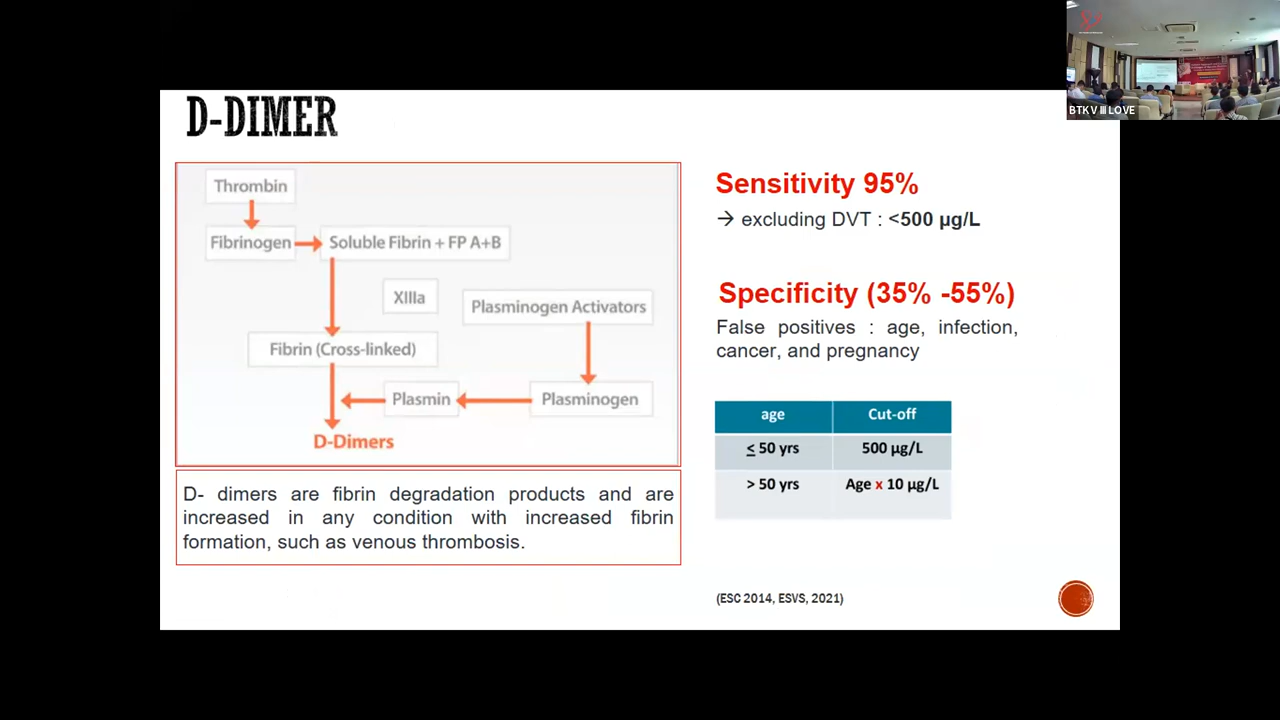 D-DIMER
Thrombin
Fibrinogen
Soluble Fibrin + FP A+B
XIIIa
Plasminogen Activators
Fibrin (Cross-linked)
Plasmin
Plasminogen
D-Dimers
D- dimers are fibrin degradation products and are
increased in any condition with increased fibrin
formation, such as venous thrombosis.
Sensitivity 95%
→ excluding DVT : <500 µg/L
Specificity (35% -55%)
False positives : age, infection,
cancer, and pregnancy
age Cut-off
≤ 50 yrs 500 µg/L
> 50 yrs Age x 10 µg/L
(ESC 2014, ESVS, 2021)
BTKV III LOVE